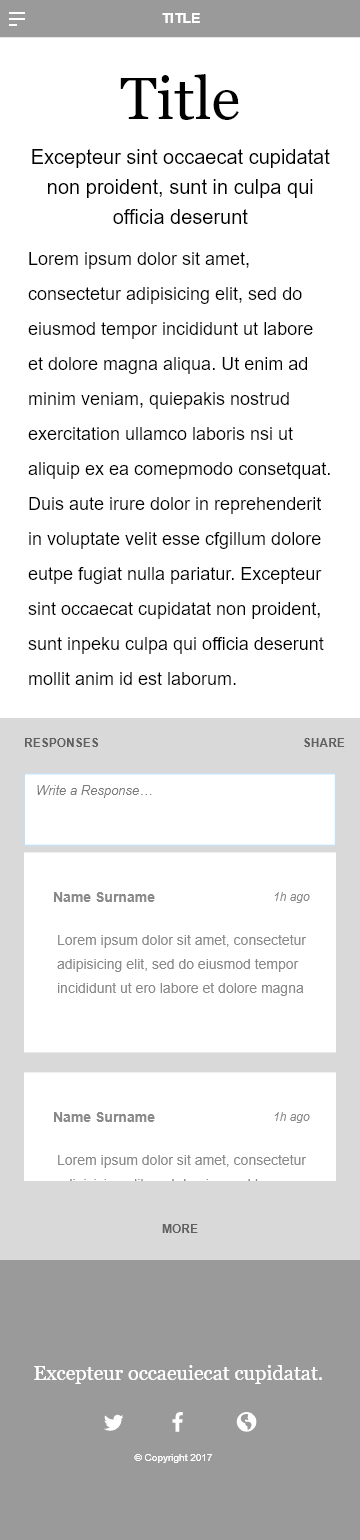 TITLE
Title
Excepteur sint occaecat cupidatat
non proident, sunt in culpa qui
officia deserunt
Lorem ipsum dolor sit amet,
consectetur adipisicing elit, sed do
eiusmod tempor incididunt ut labore
et dolore magna aliqua. Ut enim ad
minim veniam, quiepakis nostrud
exercitation ullamco laboris nsi ut
aliquip ex ea comepmodo consetquat.
Duis aute irure dolor in reprehenderit
in voluptate velit esse cfgillum dolore
eutpe fugiat nulla pariatur. Excepteur
sint occaecat cupidatat non proident,
sunt inpeku culpa qui officia deserunt
mollit anim id est laborum.
RESPONSES SHARE
Write a Response…
Name Surname 1h ago
Lorem ipsum dolor sit amet, consectetur
adipisicing elit, sed do eiusmod tempor
incididunt ut ero labore et dolore magna
Name Surname 1h ago
Lorem ipsum dolor sit amet, consectetur
MORE
Excepteur occaeuiecat cupidatat.
© Copyright 2017